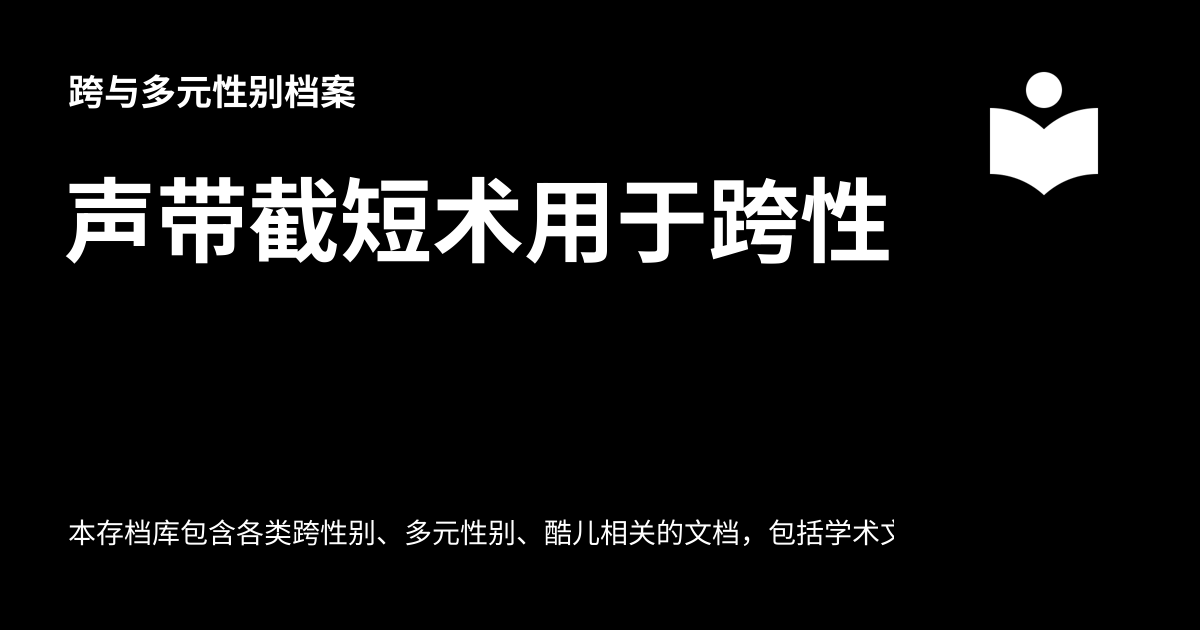 跨与多元性别档案
声带截短术用于跨性
本存档库包含各类跨性别、多元性别、酷儿相关的文档，包括学术